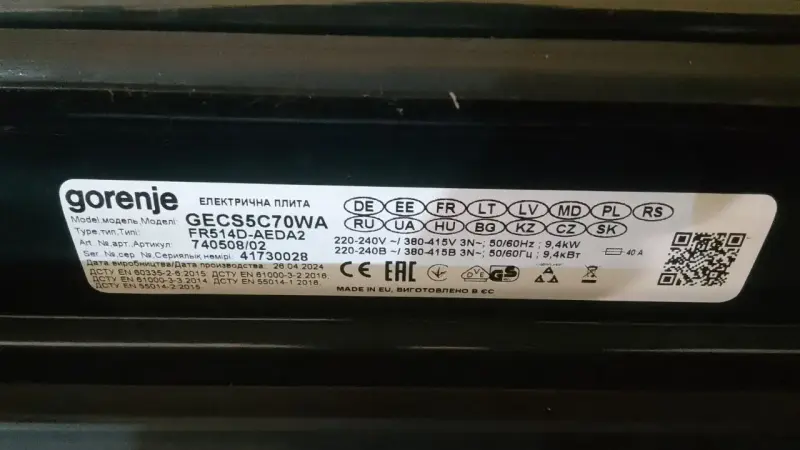 gorenje
ЕЛЕКТРИЧНА ПЛИТА
Model.модель.Моделі: GECS5C70WA
Type.тип.Тіпі: FR514D-AEDA2
Art. №.арт.Артикул: 740508/02
Ser. №.сер. №.Сериялық немірі: 41730028
Дата виробництва/Дата производства: 26.04.2024
ДСТУ EN 60335-2-6:2015, ДСТУ EN 61000-3-2:2016,
ДСТУ EN 61000-3-3:2014, ДСТУ EN 55014-1:2016,
ДСТУ EN 55014-2:2015
DE EE FR LT LV MD PL RS
RU UA HU BG KZ CZ SK
220-240V ~/ 380-415V 3N~; 50/60Hz ; 9,4kW
220-240В ~/ 380-415В 3N~; 50/60Гц ; 9,4кВт
40 A
CE EAC DVE GS
MADE IN EU, ВИГОТОВЛЕНО В ЄС